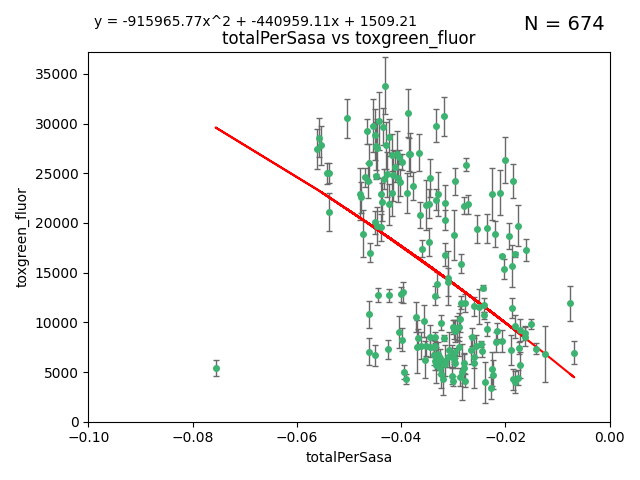 y = -915965.77x^2 + -440959.11x + 1509.21
N = 674
totalPerSasa vs toxgreen_fluor
35000
30000
25000
20000
15000
10000
5000
0
toxgreen_fluor
−0.10 −0.08 −0.06 −0.04 −0.02 0.00
totalPerSasa